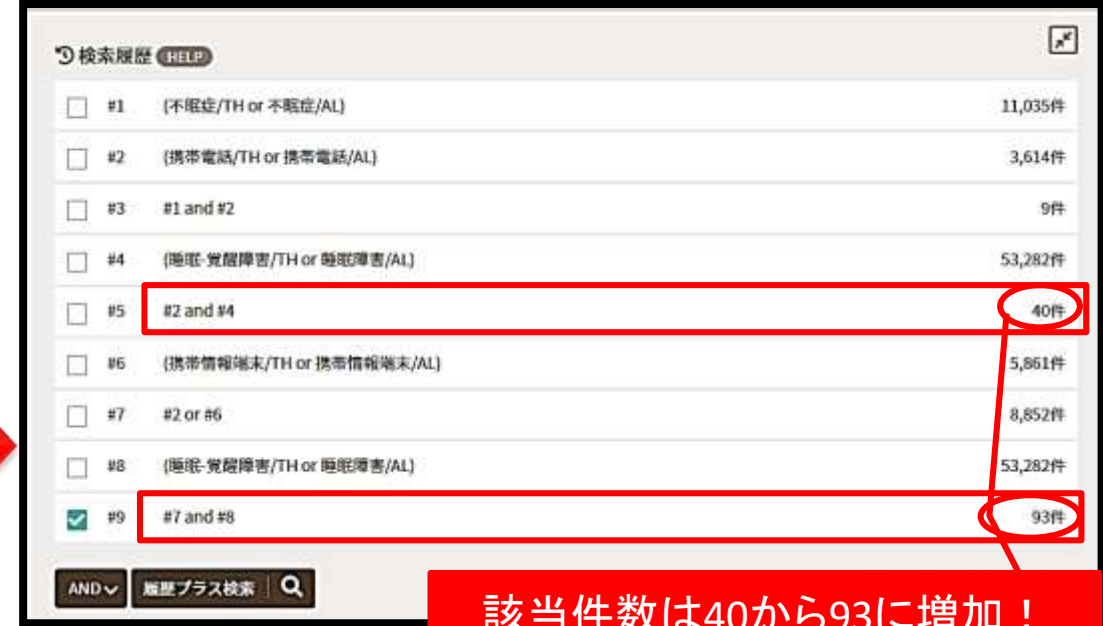 検索履歴 HELP
#1 (不眠症/TH or 不眠症/AL) 11,035件
#2 (携帯電話/TH or 携帯電話/AL) 3,614件
#3 #1 and #2 9件
#4 (睡眠-覚醒障害/TH or 睡眠障害/AL) 53,282件
#5 #2 and #4 40件
#6 (携帯情報端末/TH or 携帯情報端末/AL) 5,861件
#7 #2 or #6 8,852件
#8 (睡眠-覚醒障害/TH or 睡眠障害/AL) 53,282件
#9 #7 and #8 93件
AND 履歴プラス検索
該当件数は40から93に増加！